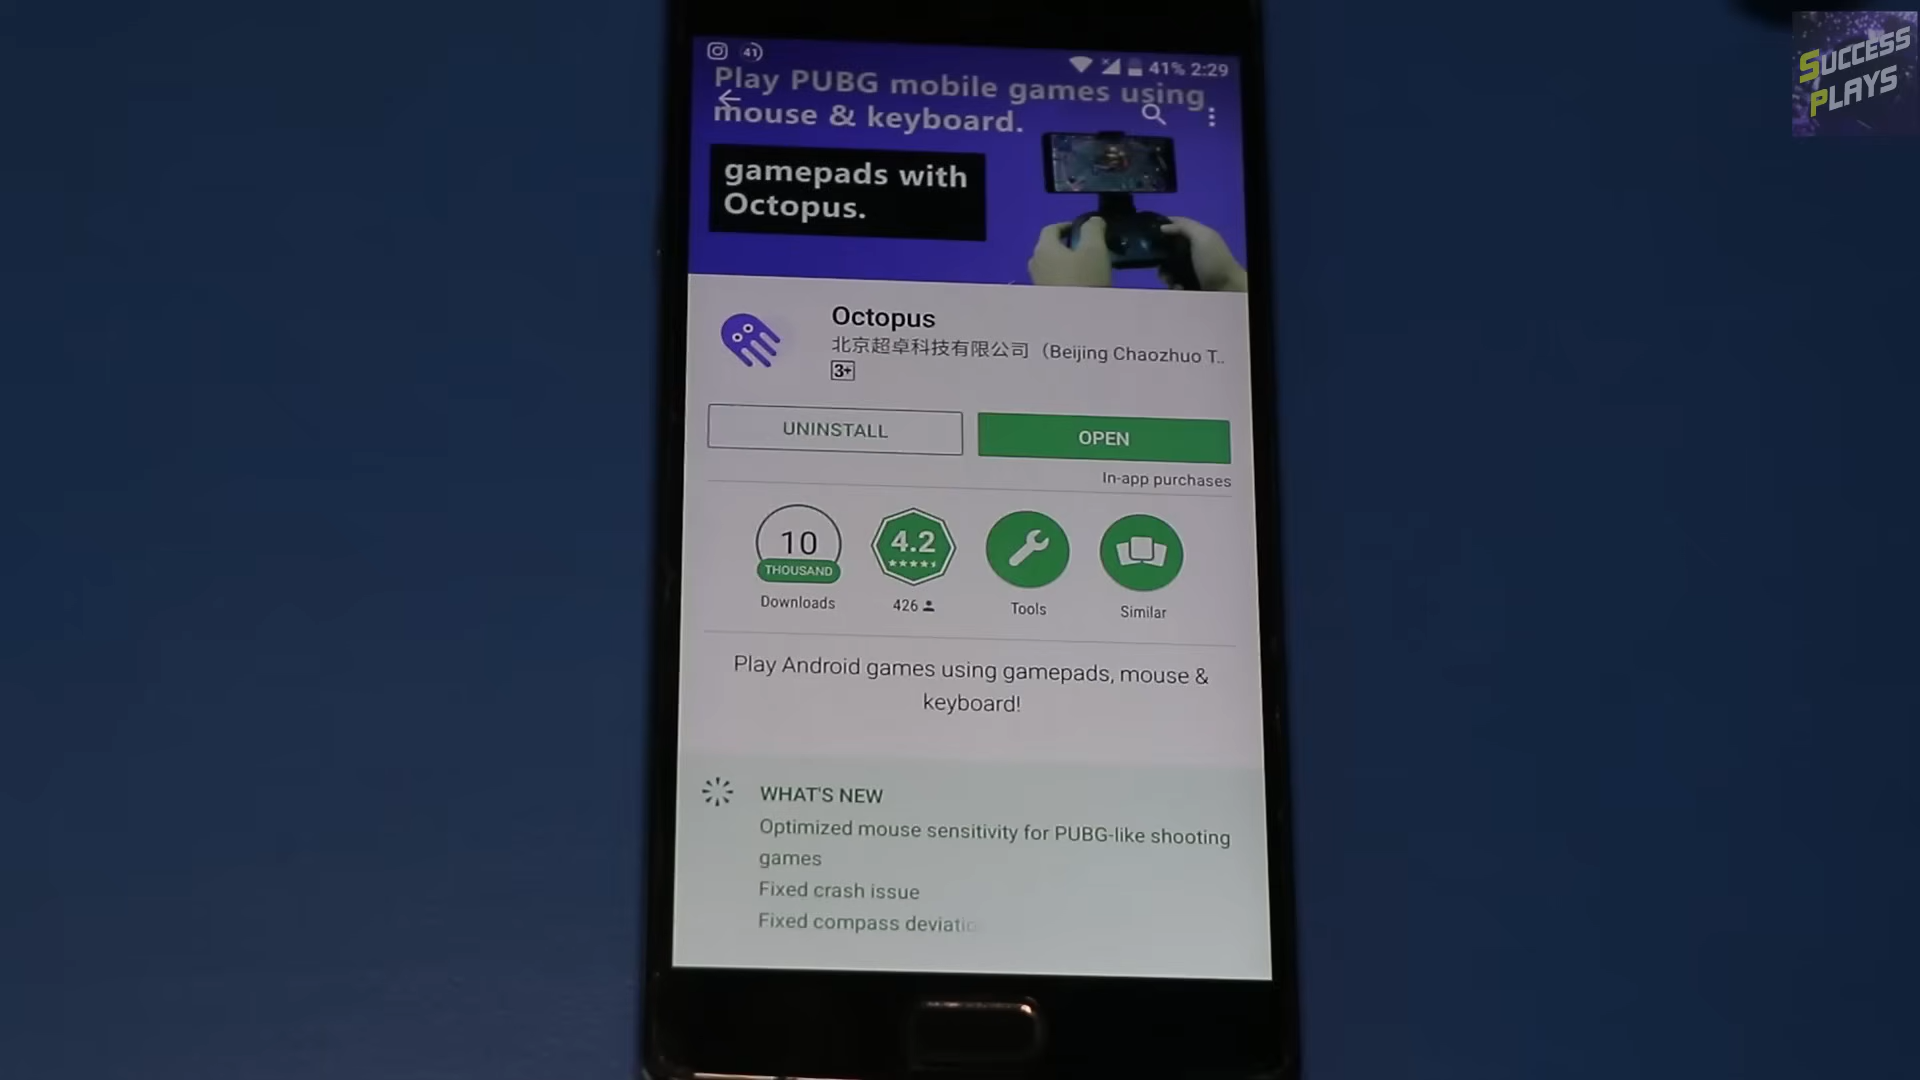 41
41% 2:29
Play PUBG mobile games using
mouse & keyboard.
gamepads with
Octopus.
Octopus
北京超卓科技有限公司（Beijing Chaozhuo T..
3+
UNINSTALL
OPEN
In-app purchases
10
THOUSAND
Downloads
4.2
426
Tools
Similar
Play Android games using gamepads, mouse &
keyboard!
WHAT'S NEW
Optimized mouse sensitivity for PUBG-like shooting
games
Fixed crash issue
Fixed compass deviatio
SUCCESS
PLAYS